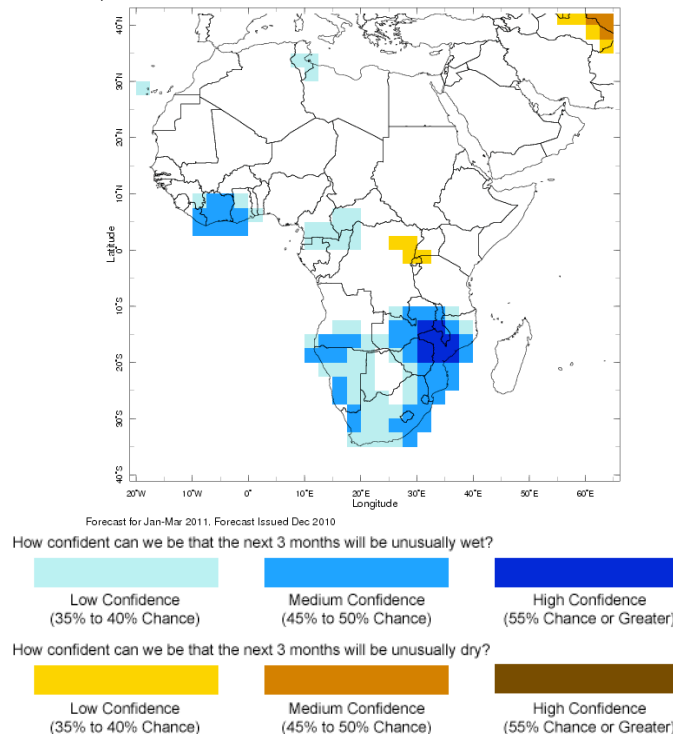 40°N
30°N
20°N
10°N
0°
10°S
20°S
30°S
40°S
Latitude
20°W 10°W 0° 10°E 20°E 30°E 40°E 50°E 60°E
Longitude
Forecast for Jan-Mar 2011. Forecast Issued Dec 2010
How confident can we be that the next 3 months will be unusually wet?
Low Confidence Medium Confidence High Confidence
(35% to 40% Chance) (45% to 50% Chance) (55% Chance or Greater)
How confident can we be that the next 3 months will be unusually dry?
Low Confidence Medium Confidence High Confidence
(35% to 40% Chance) (45% to 50% Chance) (55% Chance or Greater)